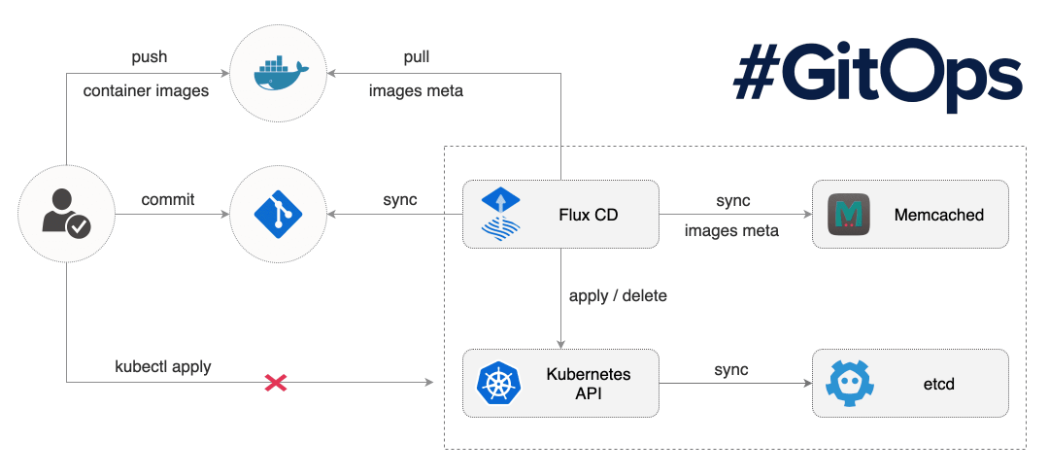 push
container images
pull
images meta
#GitOps
commit
sync
Flux CD
sync
images meta
Memcached
apply / delete
kubectl apply
Kubernetes
API
sync
etcd